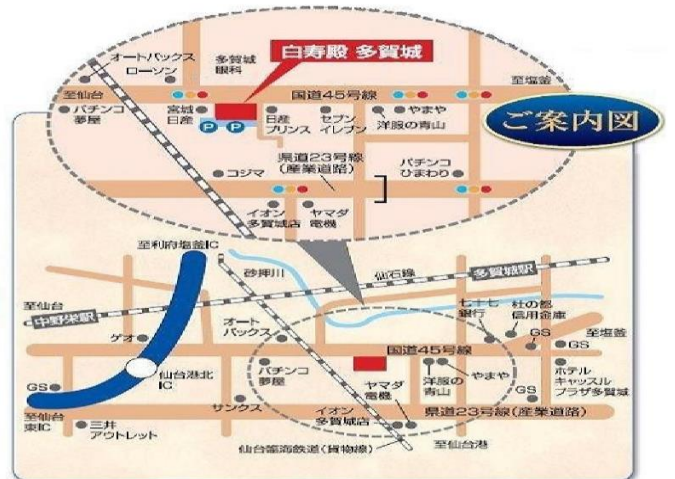 白寿殿 多賀城
オートバックス
ローソン
多賀城
眼科
至仙台
国道45号線
至塩釜
パチンコ
夢屋
宮城
日産
P P
日産
プリンス
セブン
イレブン
やまや
洋服の青山
ご案内図
県道23号線
(産業道路)
コジマ
パチンコ
ひまわり
イオン
多賀城店
ヤマダ
電機
至利府塩釜IC
砂押川
仙石線
多賀城駅
至仙台
中野栄駅
ゲオ
オート
バックス
七十七
銀行
杜の都
信用金庫
GS
至塩釜
国道45号線
GS
仙台港北
IC
パチンコ
夢屋
洋服の
青山
やまや
ホテル
キャッスル
プラザ多賀城
GS
サンクス
ヤマダ
電機
GS
至仙台
東IC
三井
アウトレット
イオン
多賀城店
県道23号線(産業道路)
仙台臨海鉄道(貨物線)
至仙台港